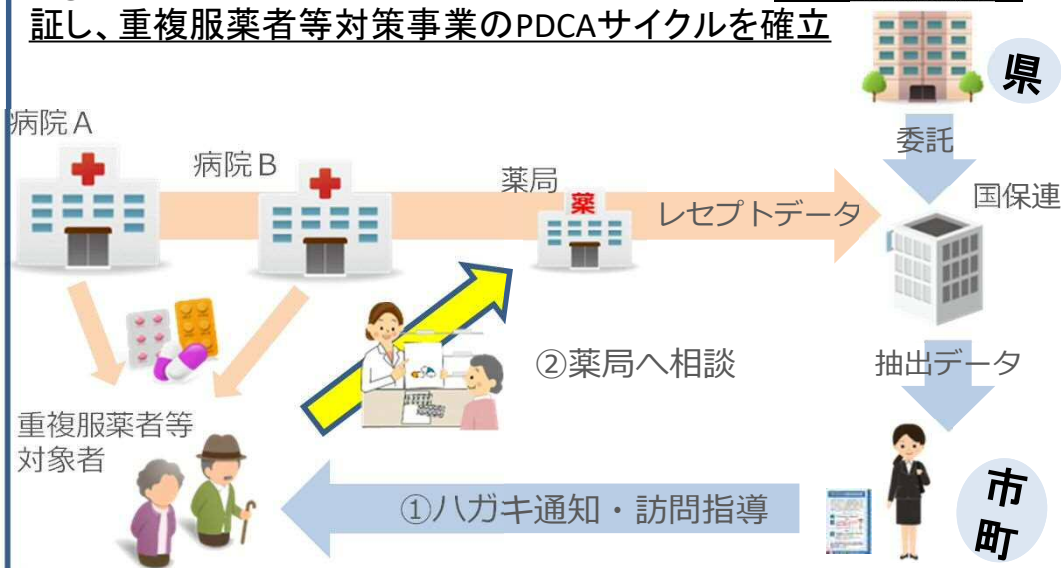 証し、重複服薬者等対策事業のPDCAサイクルを確立
県
病院A
委託
病院B
薬局
薬
国保連
レセプトデータ
②薬局へ相談
抽出データ
重複服薬者等
対象者
①ハガキ通知・訪問指導
市
町